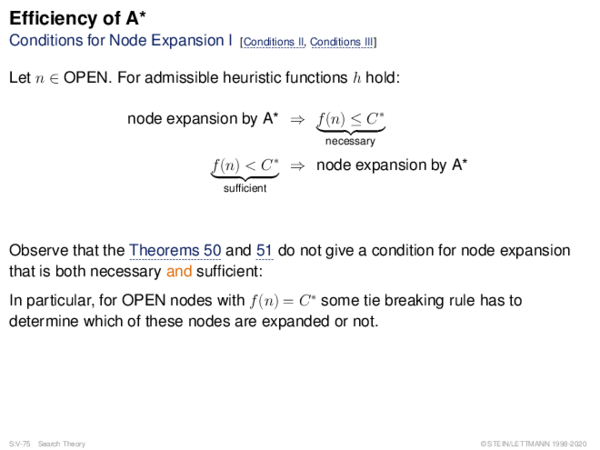 Efficiency of A*
Conditions for Node Expansion I [Conditions II, Conditions III]
Let n ∈ OPEN. For admissible heuristic functions h hold:
node expansion by A* ⇒ f(n) ≤ C*
necessary
f(n) < C* ⇒ node expansion by A*
sufficient
Observe that the Theorems 50 and 51 do not give a condition for node expansion
that is both necessary and sufficient:
In particular, for OPEN nodes with f(n) = C* some tie breaking rule has to
determine which of these nodes are expanded or not.
S:V-75 Search Theory ©STEIN/LETTMANN 1998-2020